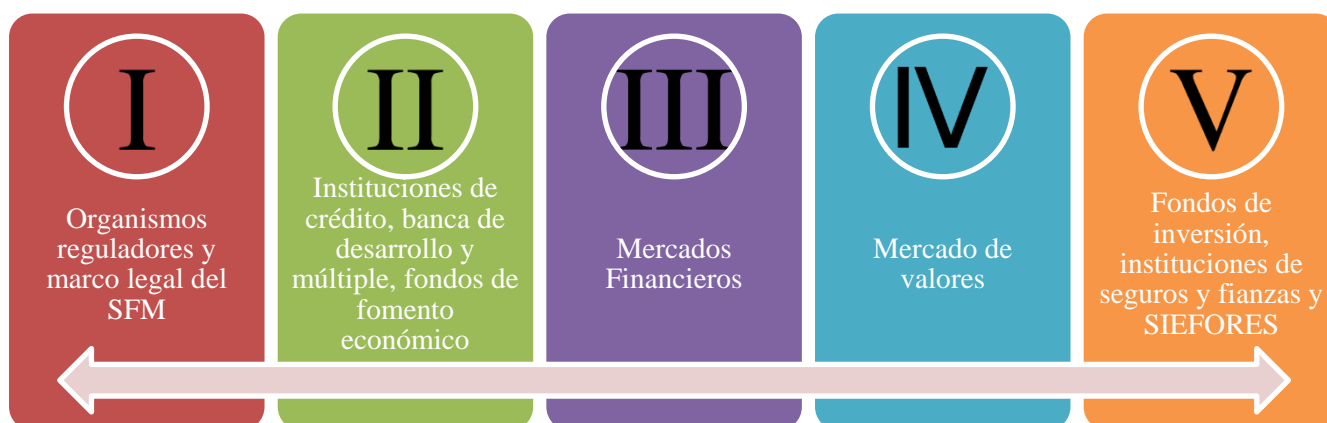 I
Organismos
reguladores y
marco legal del
SFM
II
Instituciones de
crédito, banca de
desarrollo y
múltiple, fondos de
fomento
económico
III
Mercados
Financieros
IV
Mercado de
valores
V
Fondos de
inversión,
instituciones de
seguros y fianzas y
SIEFORES